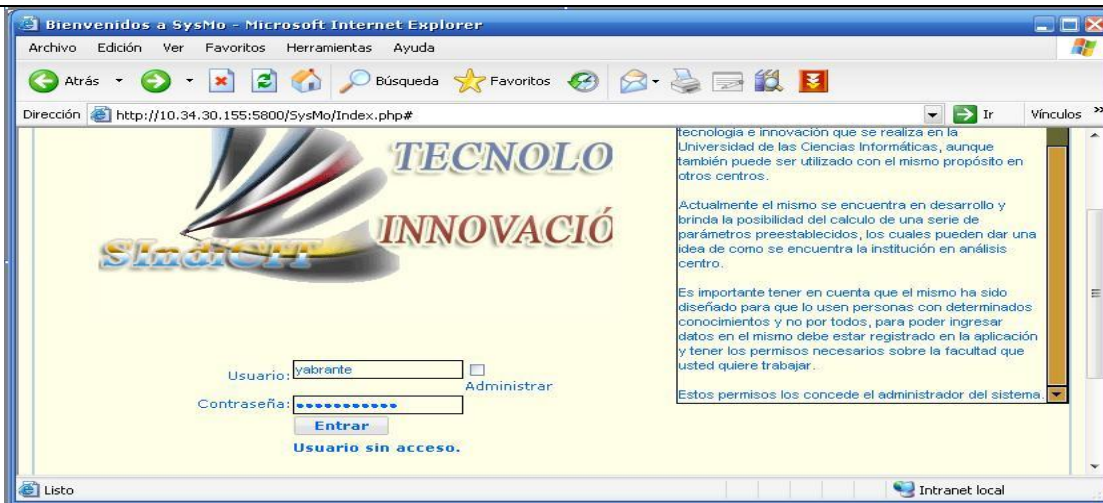 Bienvenidos a SysMo - Microsoft Internet Explorer
Archivo Edición Ver Favoritos Herramientas Ayuda
Atrás Búsqueda Favoritos
Dirección http://10.34.30.155:5800/SysMo/Index.php# Ir Vínculos »
TECNOLO
INNOVACIÓ
SIndiCIT
Usuario: yabrante
Administrar
Contraseña: •••••••••••
Entrar
Usuario sin acceso.
tecnologia e innovación que se realiza en la
Universidad de las Ciencias Informáticas, aunque
también puede ser utilizado con el mismo propósito en
otros centros.
Actualmente el mismo se encuentra en desarrollo y
brinda la posibilidad del calculo de una serie de
parámetros preestablecidos, los cuales pueden dar una
idea de como se encuentra la institución en análisis
centro.
Es importante tener en cuenta que el mismo ha sido
diseñado para que lo usen personas con determinados
conocimientos y no por todos, para poder ingresar
datos en el mismo debe estar registrado en la aplicación
y tener los permisos necesarios sobre la facultad que
usted quiere trabajar.
Estos permisos los concede el administrador del sistema.
Listo Intranet local